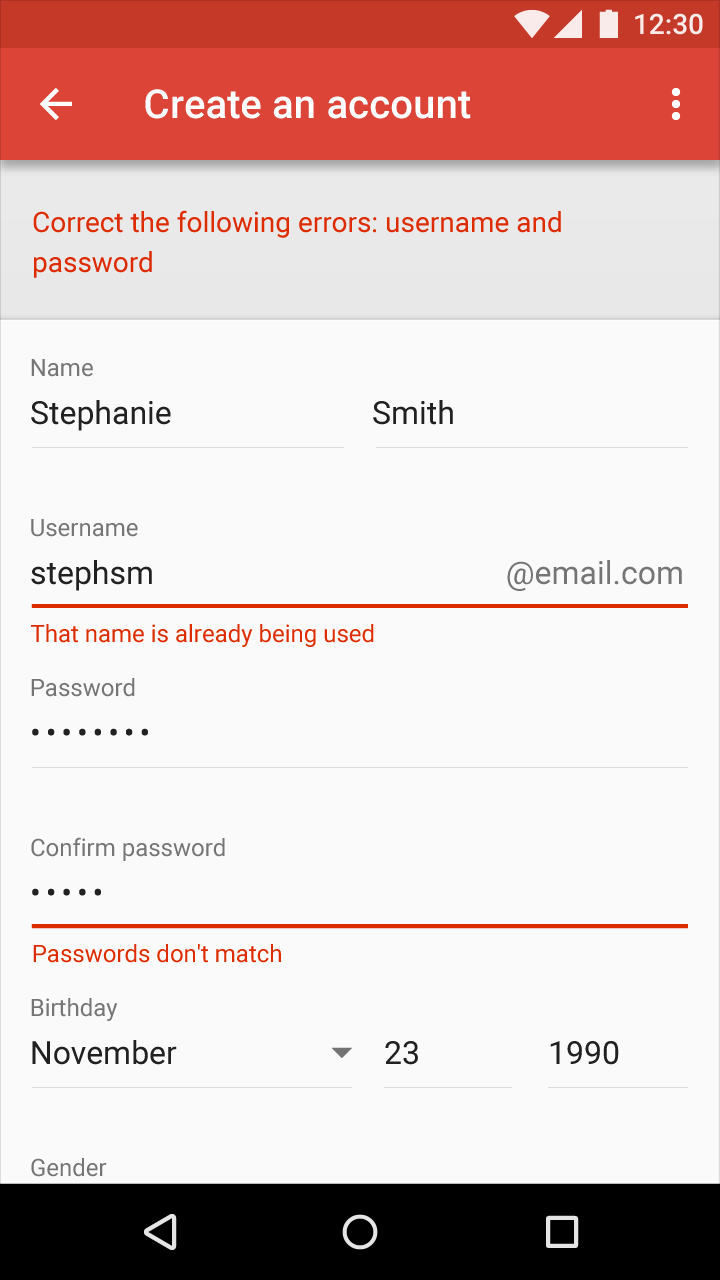 12:30
Create an account
Correct the following errors: username and
password
Name
Stephanie Smith
Username
stephsm @email.com
That name is already being used
Password
••••••••
Confirm password
•••••
Passwords don't match
Birthday
November 23 1990
Gender